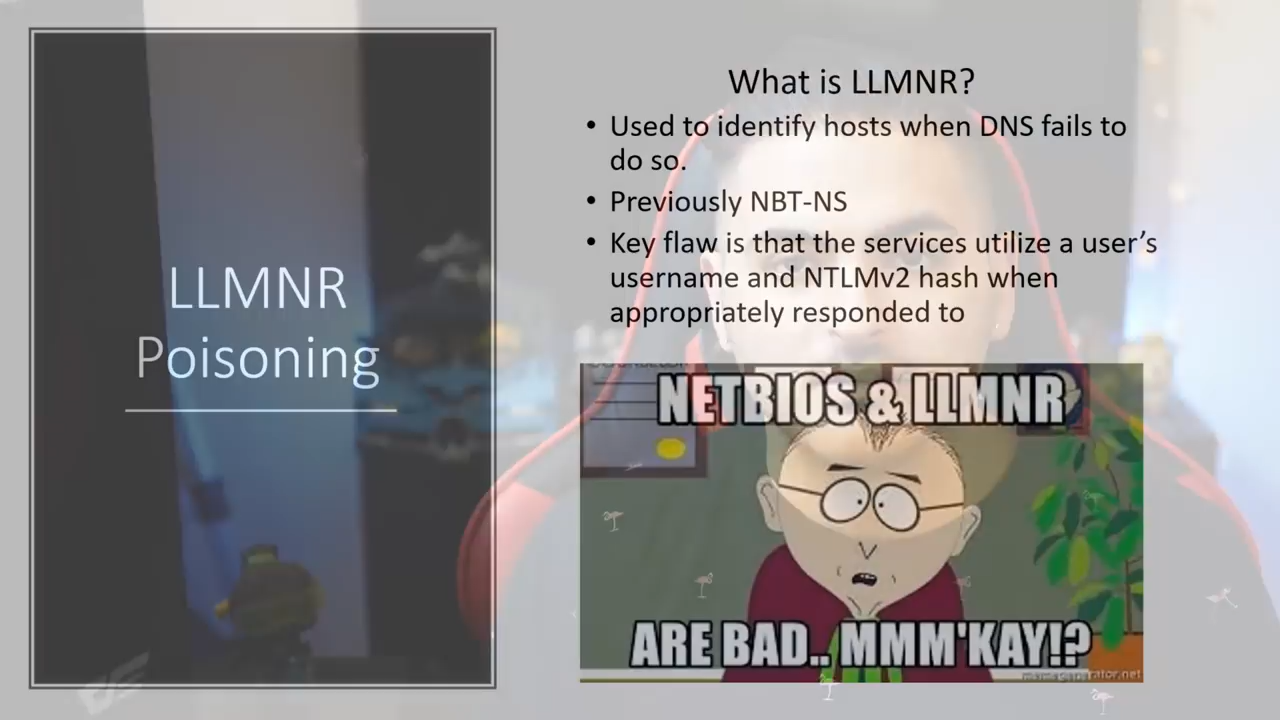 LLMNR
Poisoning
What is LLMNR?
• Used to identify hosts when DNS fails to
do so.
• Previously NBT-NS
• Key flaw is that the services utilize a user’s
username and NTLMv2 hash when
appropriately responded to
NETBIOS & LLMNR
ARE BAD.. MMM'KAY!?